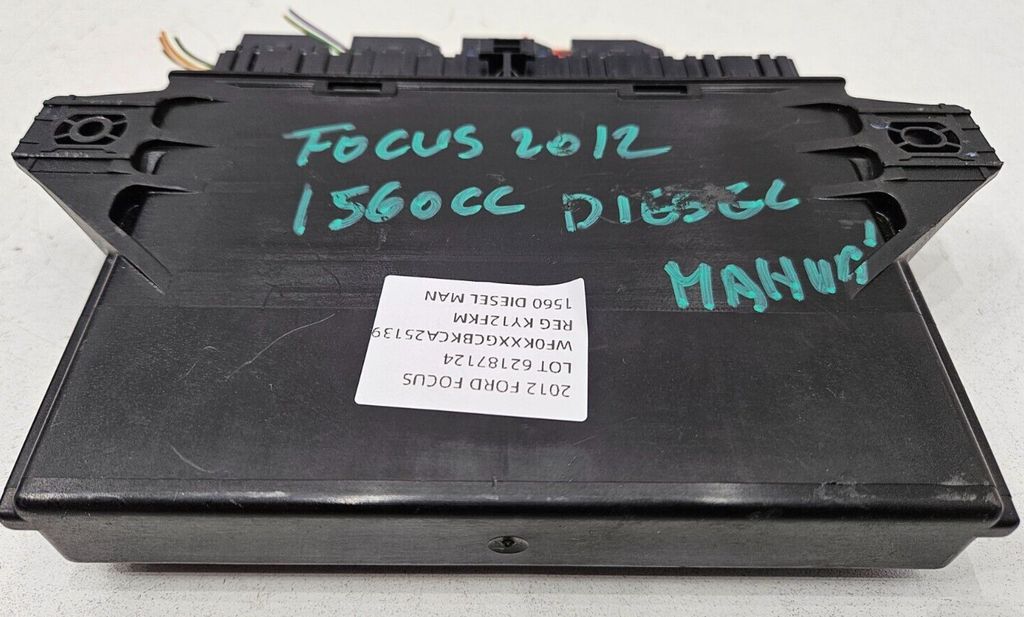 FOCUS 2012
1560CC DIESEL
MANUal
2012 FORD FOCUS
LOT 62187124
WF0KXXGCBKCA25139
REG KY12FKM
1560 DIESEL MAN